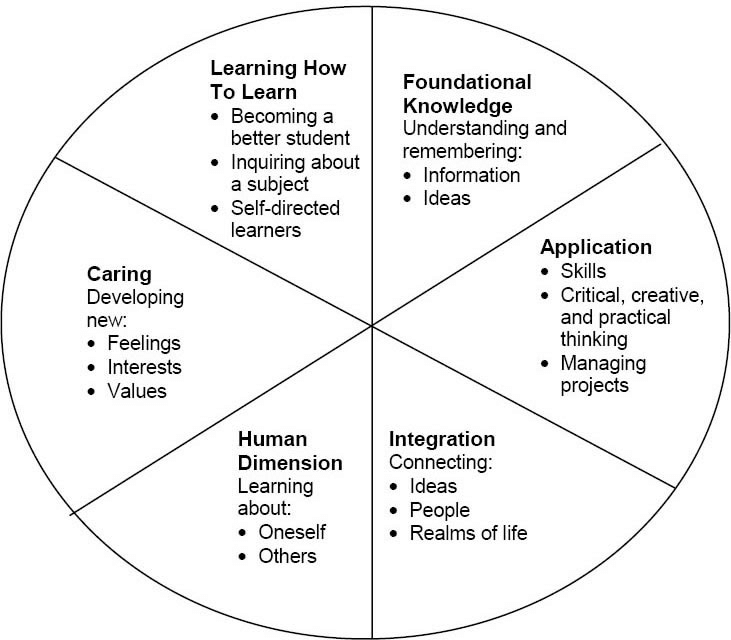 Learning How
To Learn
• Becoming a
better student
• Inquiring about
a subject
• Self-directed
learners
Foundational
Knowledge
Understanding and
remembering:
• Information
• Ideas
Application
• Skills
• Critical, creative,
and practical
thinking
• Managing
projects
Caring
Developing
new:
• Feelings
• Interests
• Values
Human
Dimension
Learning
about:
• Oneself
• Others
Integration
Connecting:
• Ideas
• People
• Realms of life